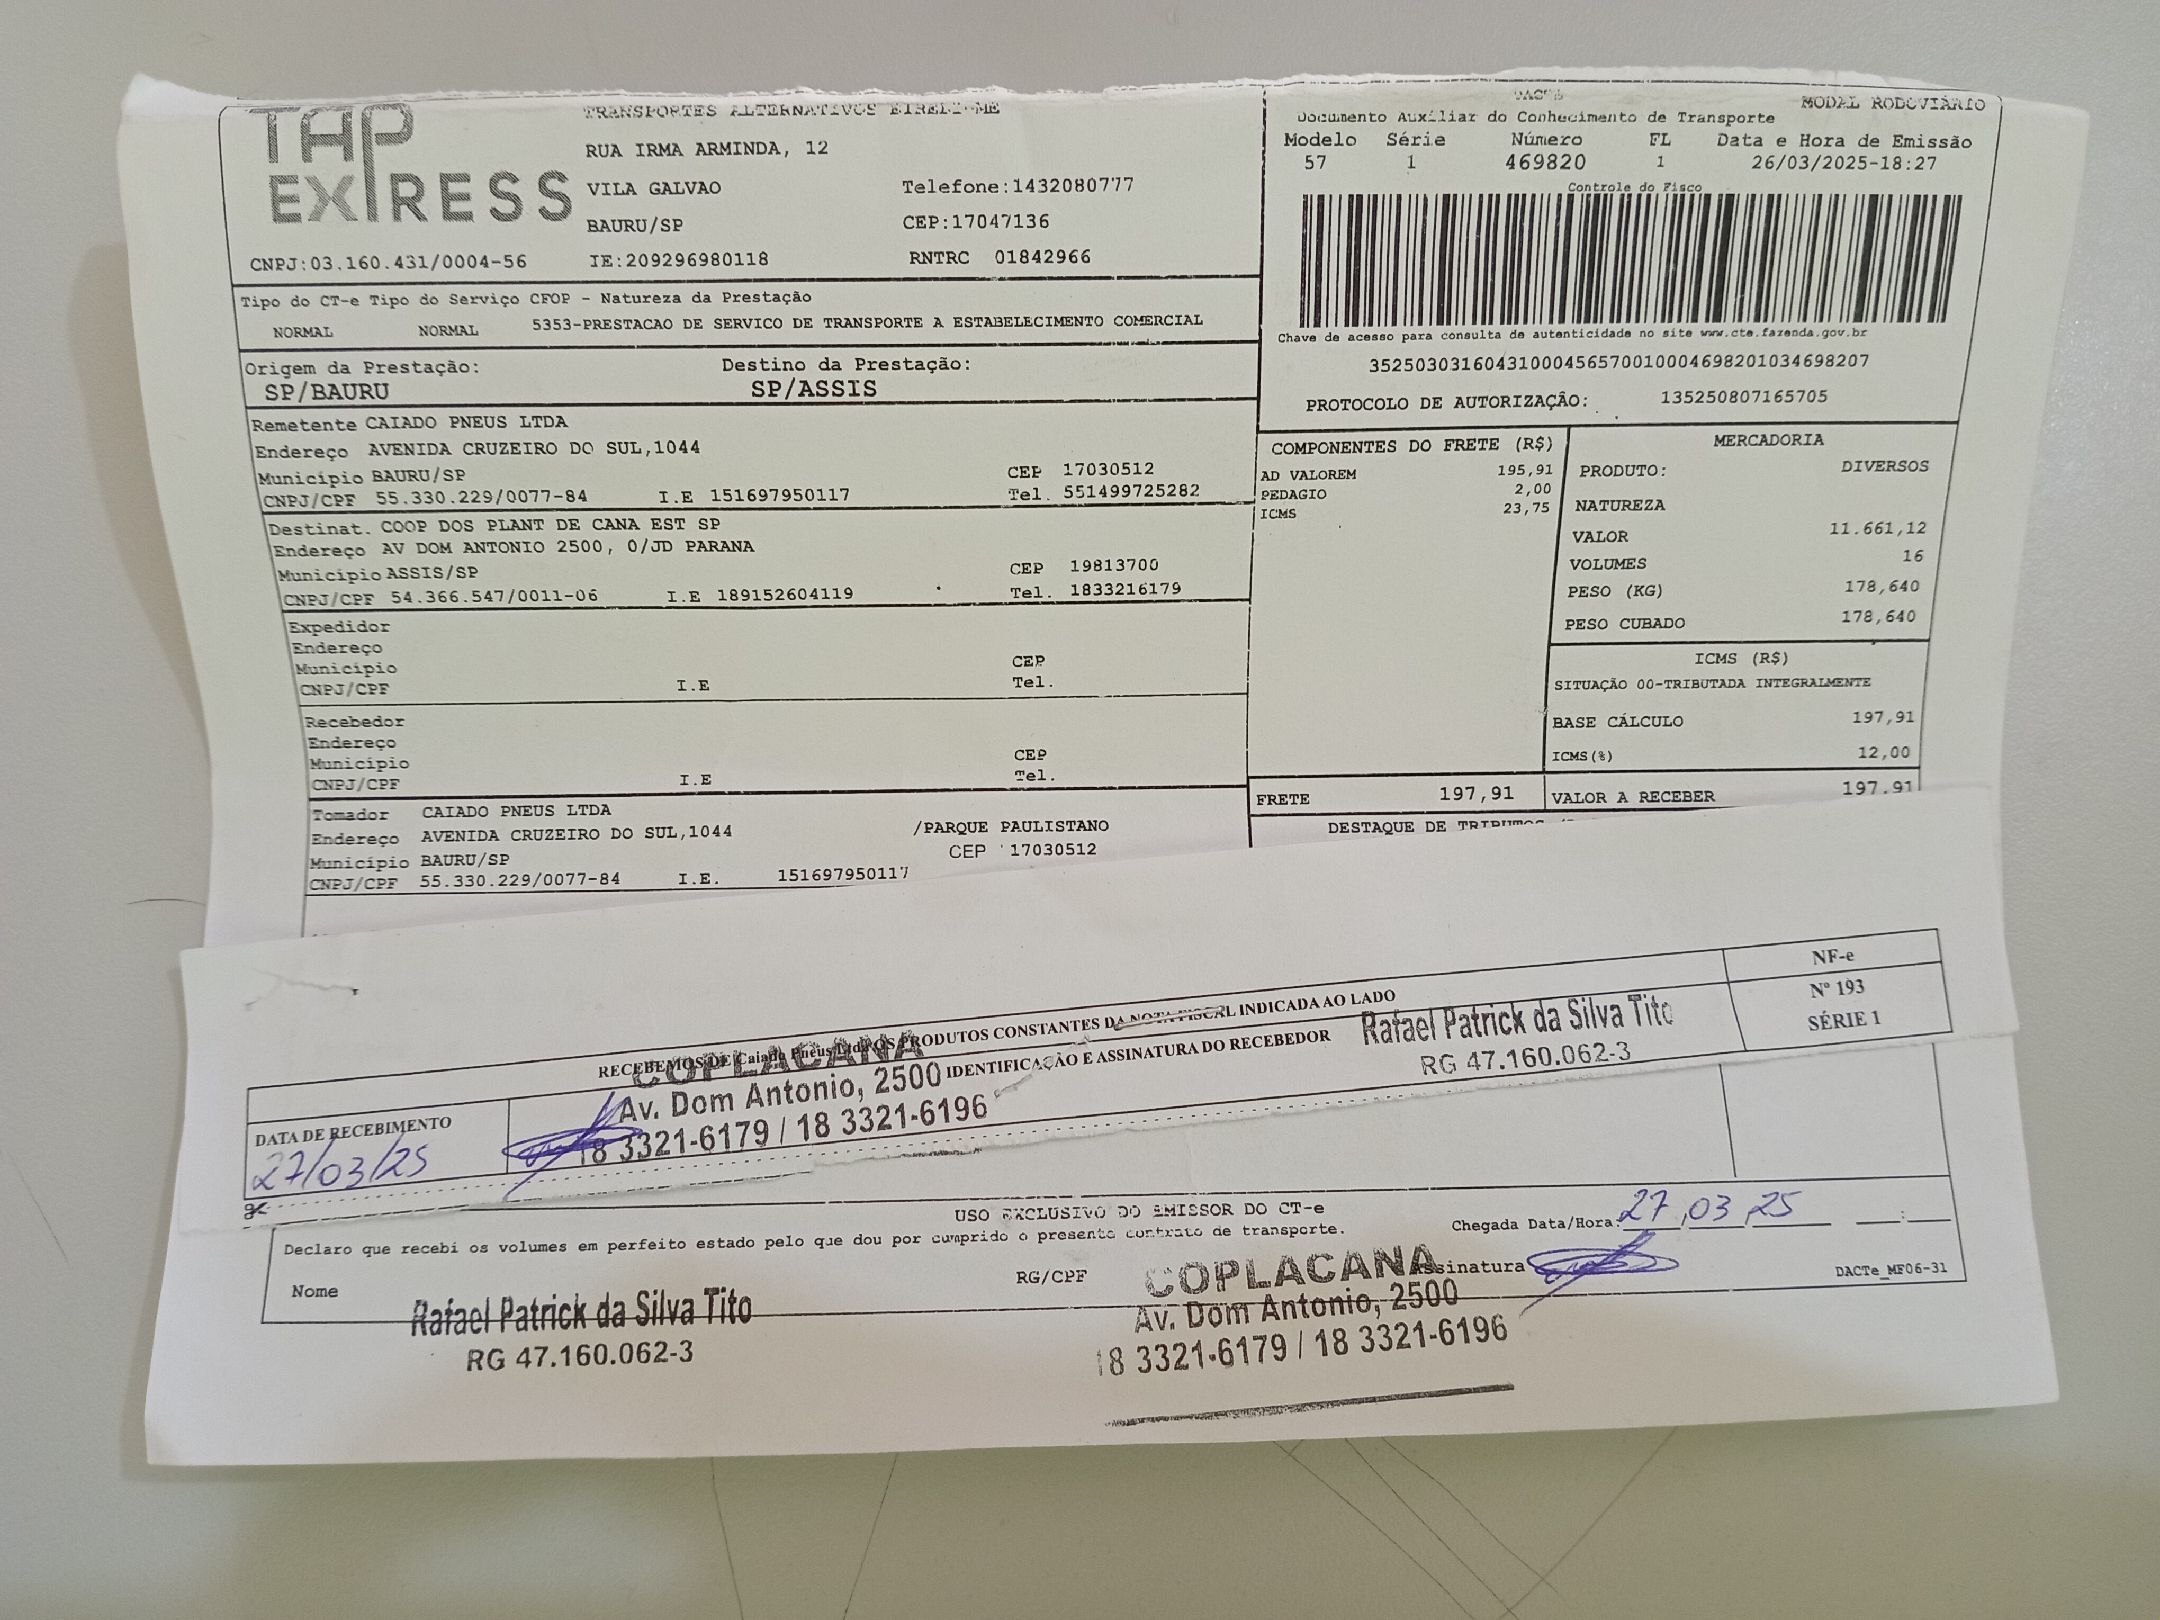 TAP EXPRESS
TRANSPORTES ALTERNATIVOS EIRELI-ME
RUA IRMA ARMINDA, 12
VILA GALVAO Telefone:1432080777
BAURU/SP CEP:17047136
CNPJ:03.160.431/0004-56 IE:209296980118 RNTRC 01842966
DACTE MODAL RODOVIÁRIO
Documento Auxiliar do Conhecimento de Transporte
Modelo Série Número FL Data e Hora de Emissão
57 1 469820 1 26/03/2025-18:27
Controle do Fisco
Chave de acesso para consulta de autenticidade no site www.cte.fazenda.gov.br
35250303160431000456570010004698201034698207
PROTOCOLO DE AUTORIZAÇÃO: 135250807165705
Tipo do CT-e Tipo do Serviço CFOP - Natureza da Prestação
NORMAL NORMAL 5353-PRESTACAO DE SERVICO DE TRANSPORTE A ESTABELECIMENTO COMERCIAL
Origem da Prestação: Destino da Prestação:
SP/BAURU SP/ASSIS
Remetente CAIADO PNEUS LTDA
Endereço AVENIDA CRUZEIRO DO SUL,1044
Município BAURU/SP CEP 17030512
CNPJ/CPF 55.330.229/0077-84 I.E 151697950117 Tel. 551499725282
Destinat. COOP DOS PLANT DE CANA EST SP
Endereço AV DOM ANTONIO 2500, 0/JD PARANA
Município ASSIS/SP CEP 19813700
CNPJ/CPF 54.366.547/0011-06 I.E 189152604119 Tel. 1833216179
Expedidor
Endereço
Município CEP
CNPJ/CPF I.E Tel.
Recebedor
Endereço
Município CEP
CNPJ/CPF I.E Tel.
Tomador CAIADO PNEUS LTDA
Endereço AVENIDA CRUZEIRO DO SUL,1044 /PARQUE PAULISTANO
Município BAURU/SP CEP 17030512
CNPJ/CPF 55.330.229/0077-84 I.E. 151697950117
COMPONENTES DO FRETE (R$)
AD VALOREM 195,91
PEDAGIO 2,00
ICMS 23,75
MERCADORIA
PRODUTO: DIVERSOS
NATUREZA
VALOR 11.661,12
VOLUMES 16
PESO (KG) 178,640
PESO CUBADO 178,640
ICMS (R$)
SITUAÇÃO 00-TRIBUTADA INTEGRALMENTE
BASE CÁLCULO 197,91
ICMS(%) 12,00
FRETE 197,91 VALOR A RECEBER 197.91
DESTAQUE DE TRIBUTOS
RECEBEMOS DE Caiado Pneus Ltda OS PRODUTOS CONSTANTES DA NOTA FISCAL INDICADA AO LADO
NF-e
Nº 193
SÉRIE 1
DATA DE RECEBIMENTO
27/03/25
IDENTIFICAÇÃO E ASSINATURA DO RECEBEDOR
COPLACANA
Av. Dom Antonio, 2500
18 3321-6179 / 18 3321-6196
Rafael Patrick da Silva Tito
RG 47.160.062-3
USO EXCLUSIVO DO EMISSOR DO CT-e
Declaro que recebi os volumes em perfeito estado pelo que dou por cumprido o presente contrato de transporte.
Chegada Data/Hora: 27 03 25 :
Nome RG/CPF Assinatura
DACTe_MF06-31
Rafael Patrick da Silva Tito
RG 47.160.062-3
COPLACANA
Av. Dom Antonio, 2500
18 3321-6179 / 18 3321-6196